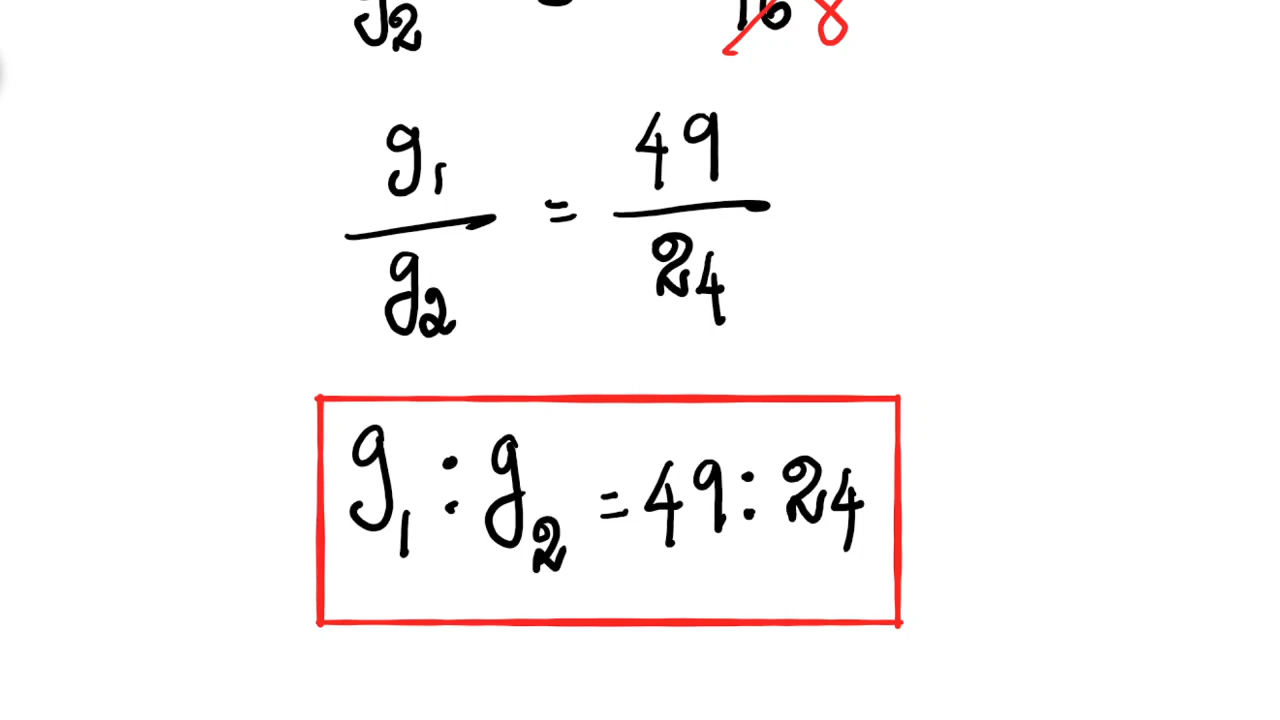 g₂ 16 8
g₁ / g₂ = 49 / 24
g₁ : g₂ = 49 : 24